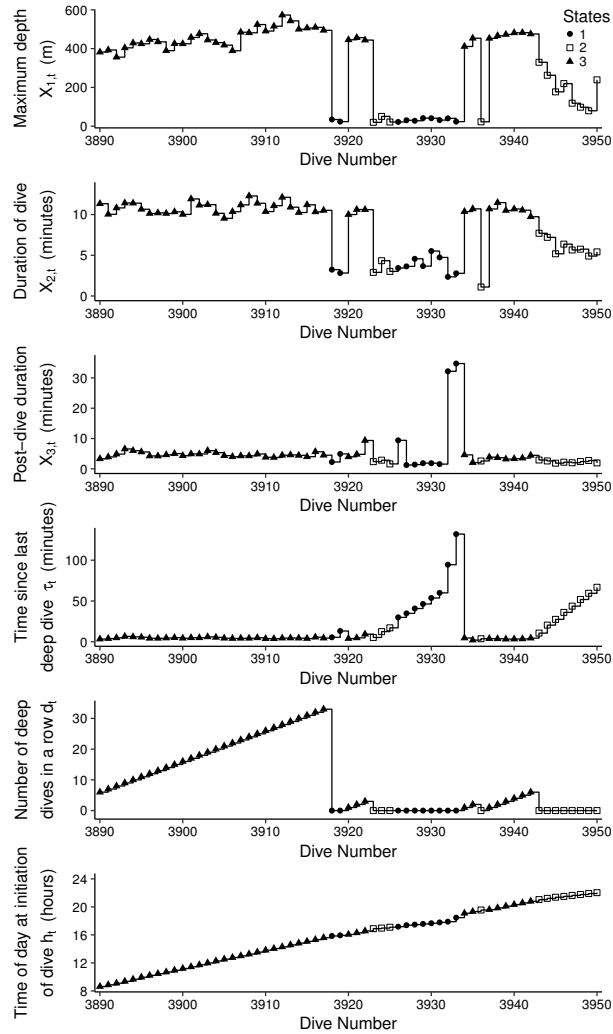 States
1
2
3
Maximum depth
X1,t (m)
600
400
200
0
3890 3900 3910 3920 3930 3940 3950
Dive Number
Duration of dive
X2,t (minutes)
10
5
0
3890 3900 3910 3920 3930 3940 3950
Dive Number
Post−dive duration
X3,t (minutes)
30
20
10
0
3890 3900 3910 3920 3930 3940 3950
Dive Number
Time since last
deep dive τt (minutes)
100
50
0
3890 3900 3910 3920 3930 3940 3950
Dive Number
Number of deep
dives in a row dt
30
20
10
0
3890 3900 3910 3920 3930 3940 3950
Dive Number
Time of day at initiation
of dive ht (hours)
24
20
16
12
8
3890 3900 3910 3920 3930 3940 3950
Dive Number